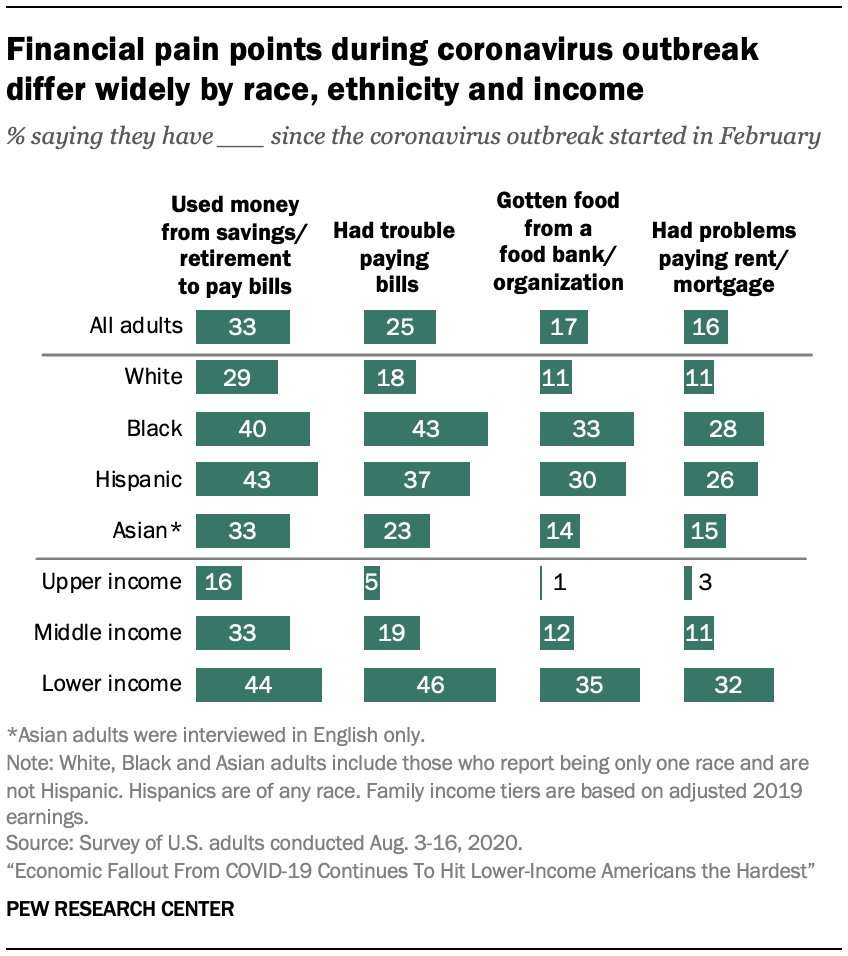 Financial pain points during coronavirus outbreak
differ widely by race, ethnicity and income
% saying they have ___ since the coronavirus outbreak started in February
Used money
from savings/
retirement
to pay bills
Had trouble
paying
bills
Gotten food
from a
food bank/
organization
Had problems
paying rent/
mortgage
All adults 33 25 17 16
White 29 18 11 11
Black 40 43 33 28
Hispanic 43 37 30 26
Asian* 33 23 14 15
Upper income 16 5 1 3
Middle income 33 19 12 11
Lower income 44 46 35 32
*Asian adults were interviewed in English only.
Note: White, Black and Asian adults include those who report being only one race and are
not Hispanic. Hispanics are of any race. Family income tiers are based on adjusted 2019
earnings.
Source: Survey of U.S. adults conducted Aug. 3-16, 2020.
“Economic Fallout From COVID-19 Continues To Hit Lower-Income Americans the Hardest”
PEW RESEARCH CENTER